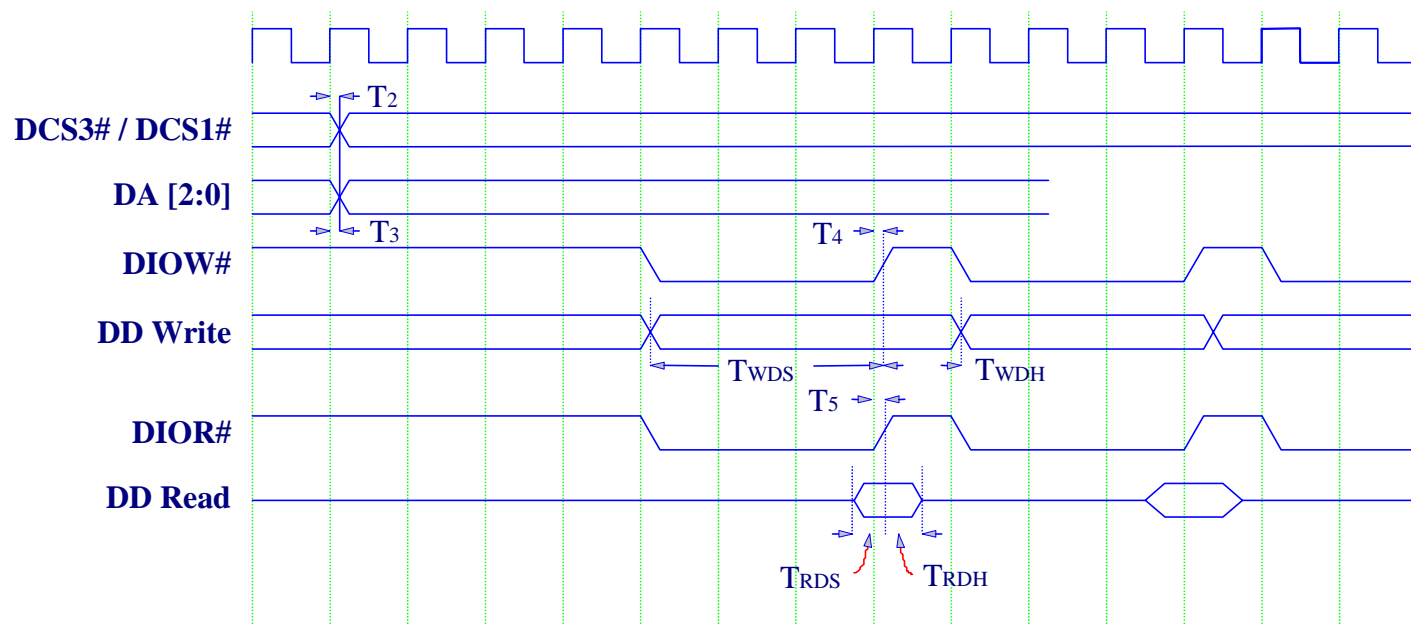 T2
DCS3# / DCS1#
DA [2:0]
T3
T4
DIOW#
DD Write
TWDS
TWDH
T5
DIOR#
DD Read
TRDS
TRDH